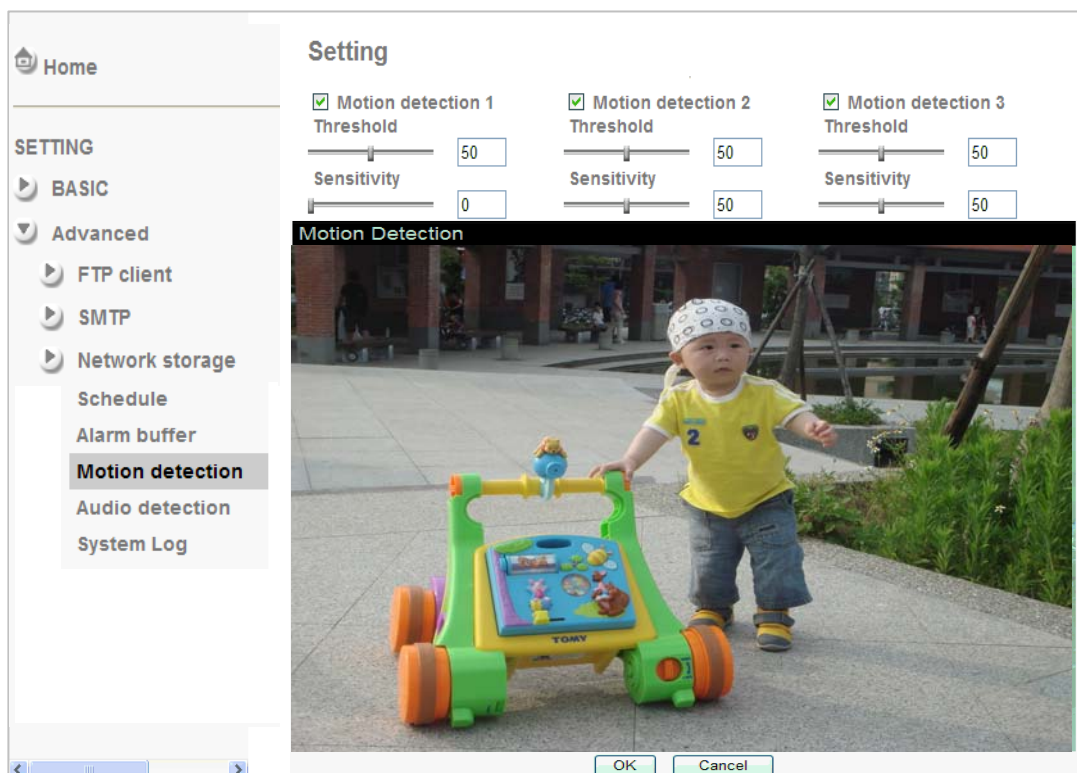 Home
SETTING
BASIC
Advanced
FTP client
SMTP
Network storage
Schedule
Alarm buffer
Motion detection
Audio detection
System Log
Setting
Motion detection 1
Threshold
50
Sensitivity
0
Motion detection 2
Threshold
50
Sensitivity
50
Motion detection 3
Threshold
50
Sensitivity
50
Motion Detection
2
TOMY
OK
Cancel